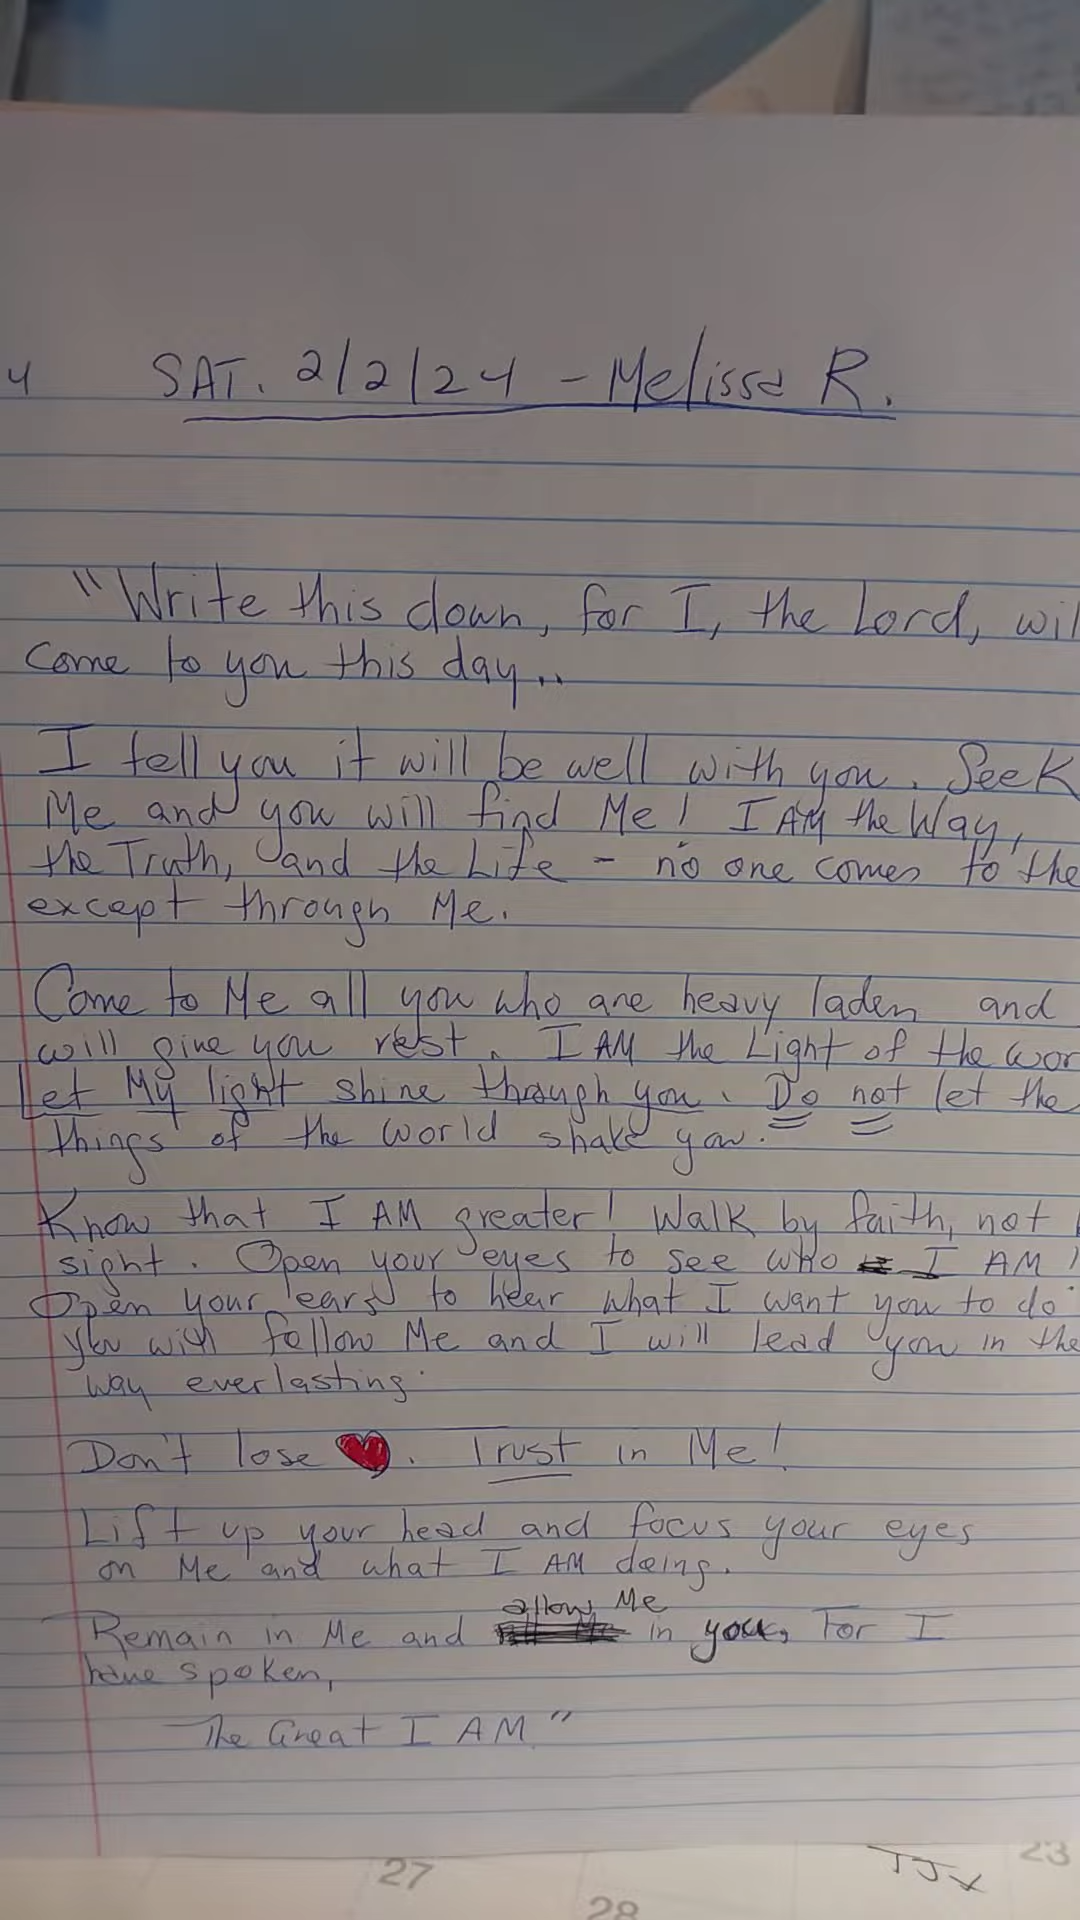 4 SAT. 2/2/24 - Melissa R.
"Write this down, for I, the Lord, wil
come to you this day..
I tell you it will be well with you. Seek
Me and you will find Me! I AM the Way,
the Truth, and the Life - no one comes to the
except through Me.
Come to Me all you who are heavy laden and
will give you rest. I AM the Light of the wor
Let My light shine through you. Do not let the
things of the world shake you.
Know that I AM greater! Walk by faith, not
sight. Open your eyes to see who I AM!
Open your ears to hear what I want you to do
you will follow Me and I will lead you in the
way everlasting.
Don't lose ❤. Trust in Me!
Lift up your head and focus your eyes
on Me and what I AM doing.
allow Me
Remain in Me and in you, For I
have spoken,
The Great I AM"
27
28
TJX
23